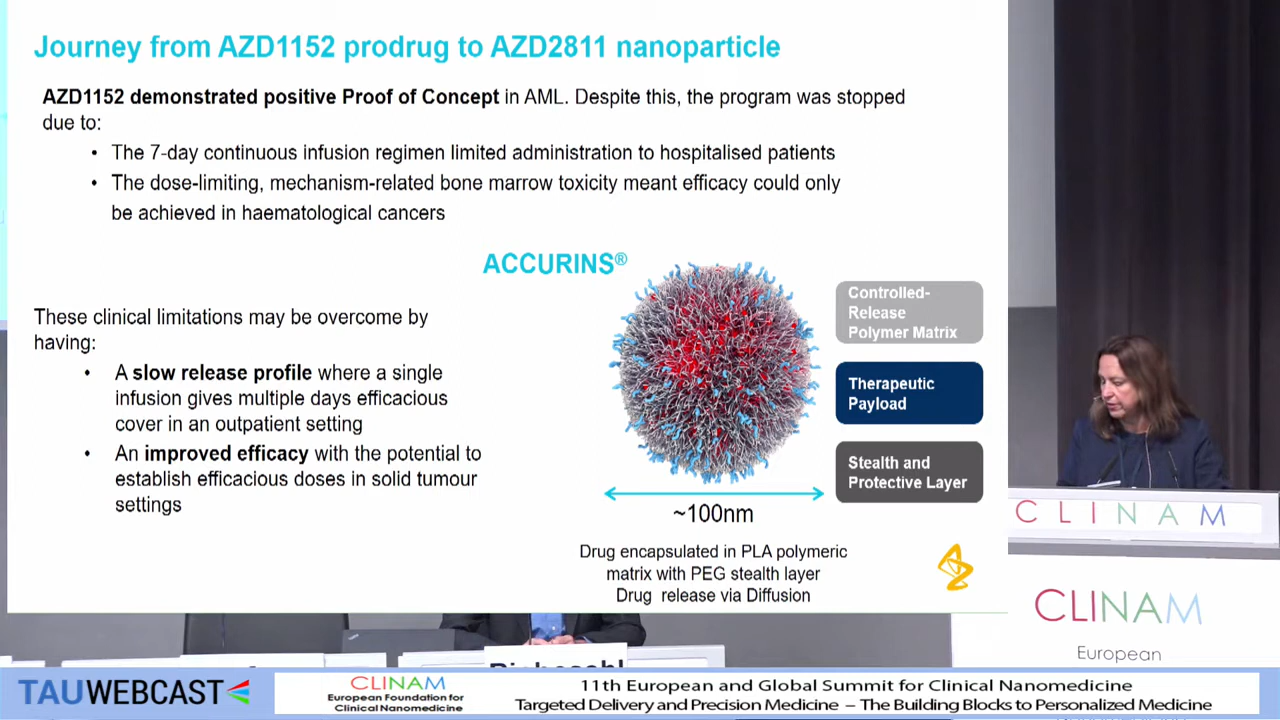 Journey from AZD1152 prodrug to AZD2811 nanoparticle
AZD1152 demonstrated positive Proof of Concept in AML. Despite this, the program was stopped
due to:
• The 7-day continuous infusion regimen limited administration to hospitalised patients
• The dose-limiting, mechanism-related bone marrow toxicity meant efficacy could only
be achieved in haematological cancers
ACCURINS®
These clinical limitations may be overcome by
having:
• A slow release profile where a single
infusion gives multiple days efficacious
cover in an outpatient setting
• An improved efficacy with the potential to
establish efficacious doses in solid tumour
settings
Controlled-
Release
Polymer Matrix
Therapeutic
Payload
Stealth and
Protective Layer
~100nm
Drug encapsulated in PLA polymeric
matrix with PEG stealth layer
Drug release via Diffusion
CLINAM
CLINAM
European
TAUWEBCAST
CLINAM
European Foundation for
Clinical Nanomedicine
11th European and Global Summit for Clinical Nanomedicine
Targeted Delivery and Precision Medicine – The Building Blocks to Personalized Medicine